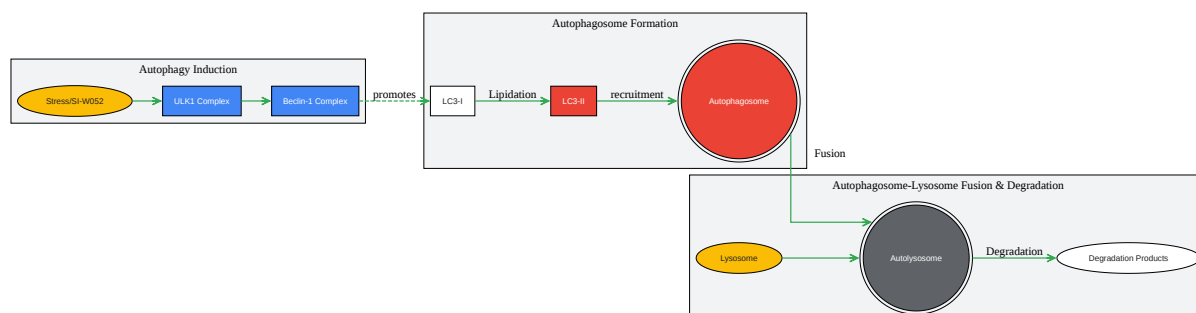 Autophagosome Formation
Autophagy Induction
Stress/SI-W052
ULK1 Complex
Beclin-1 Complex
promotes
LC3-I
Lipidation
LC3-II
recruitment
Autophagosome
Fusion
Autophagosome-Lysosome Fusion & Degradation
Lysosome
Autolysosome
Degradation
Degradation Products